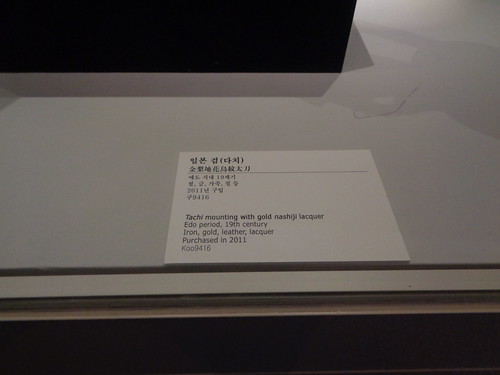 일본 검(다치)
金梨地花鳥紋太刀
에도 시대 19세기
철, 금, 가죽, 칠 등
2011년 구입
구9416
Tachi mounting with gold nashiji lacquer
Edo period, 19th century
Iron, gold, leather, lacquer
Purchased in 2011
Koo9416